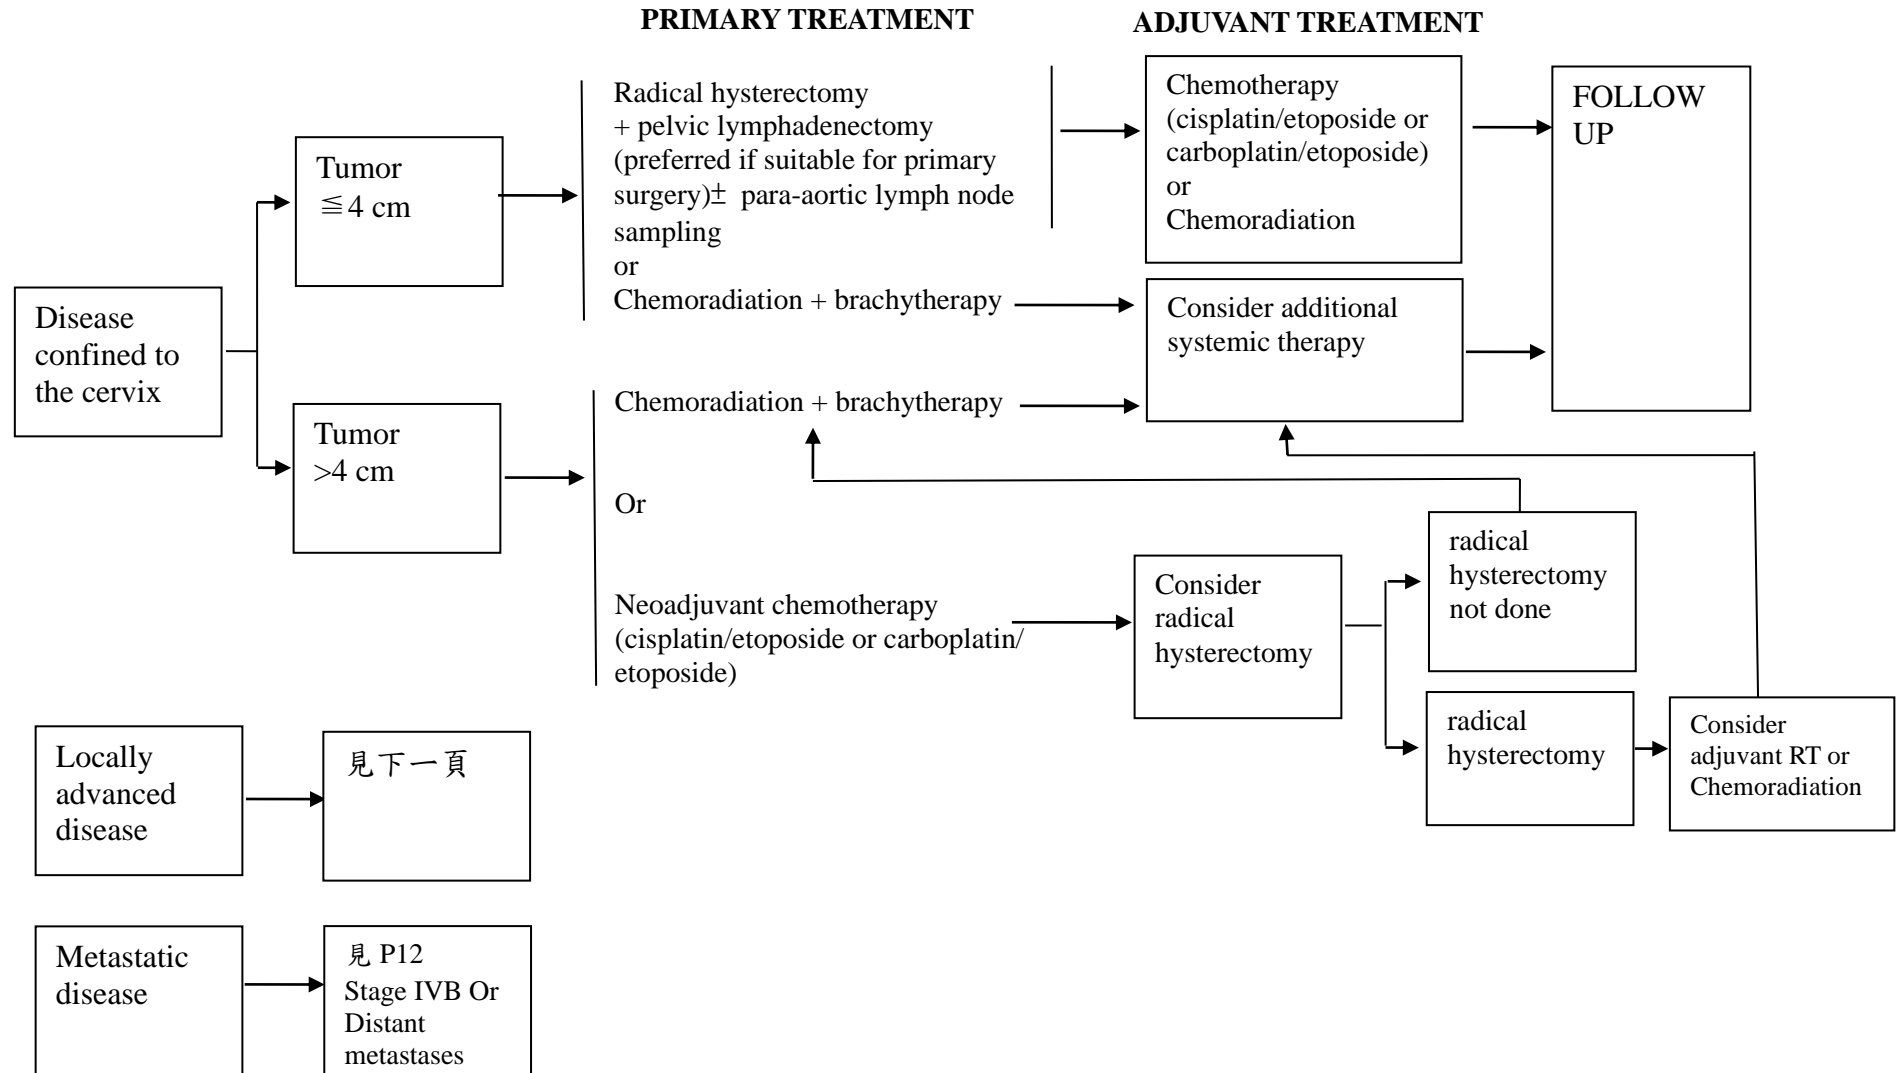 PRIMARY TREATMENT
ADJUVANT TREATMENT
Disease
confined to
the cervix
Tumor
≦4 cm
Radical hysterectomy
+ pelvic lymphadenectomy
(preferred if suitable for primary
surgery)± para-aortic lymph node
sampling
or
Chemoradiation + brachytherapy
Chemotherapy
(cisplatin/etoposide or
carboplatin/etoposide)
or
Chemoradiation
Consider additional
systemic therapy
FOLLOW
UP
Tumor
>4 cm
Chemoradiation + brachytherapy
Or
Neoadjuvant chemotherapy
(cisplatin/etoposide or carboplatin/
etoposide)
Consider
radical
hysterectomy
radical
hysterectomy
not done
radical
hysterectomy
Consider
adjuvant RT or
Chemoradiation
Locally
advanced
disease
見下一頁
Metastatic
disease
見 P12
Stage IVB Or
Distant
metastases